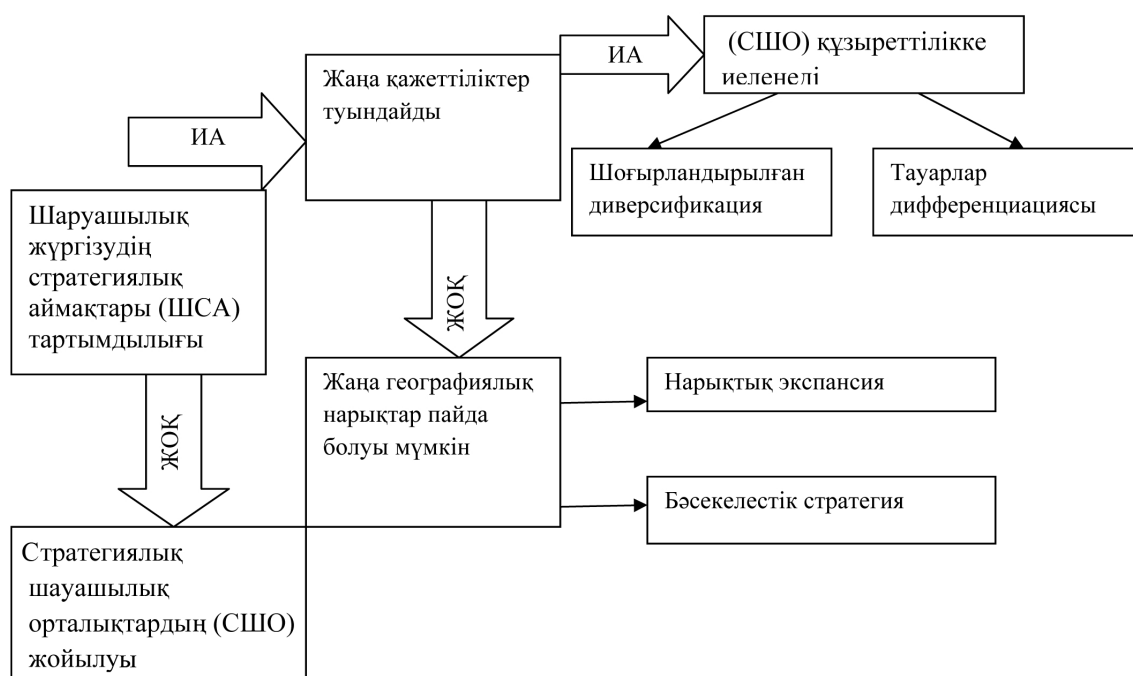 Шаруашылық
жүргізудің
стратегиялық
аймақтары (ШСА)
тартымдылығы
ИА
Жаңа қажеттіліктер
туындайды
ИА
(СШО) құзыреттілікке
иеленеді
Шоғырландырылған
диверсификация
Тауарлар
дифференциациясы
ЖОҚ
Жаңа географиялық
нарықтар пайда
болуы мүмкін
Нарықтық экспансия
Бәсекелестік стратегия
ЖОҚ
Стратегиялық
шауашылық
орталықтардың (СШО)
жойылуы